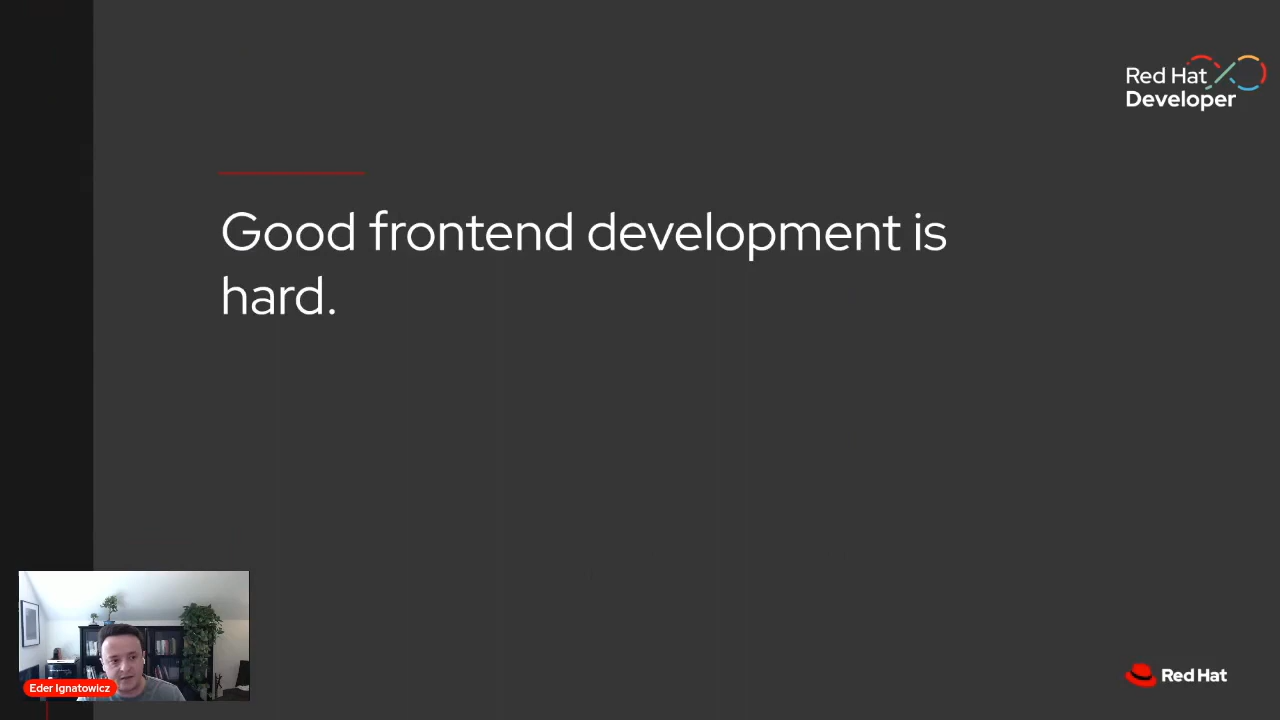 Red Hat
Developer
Good frontend development is
hard.
Eder Ignatowicz
Red Hat